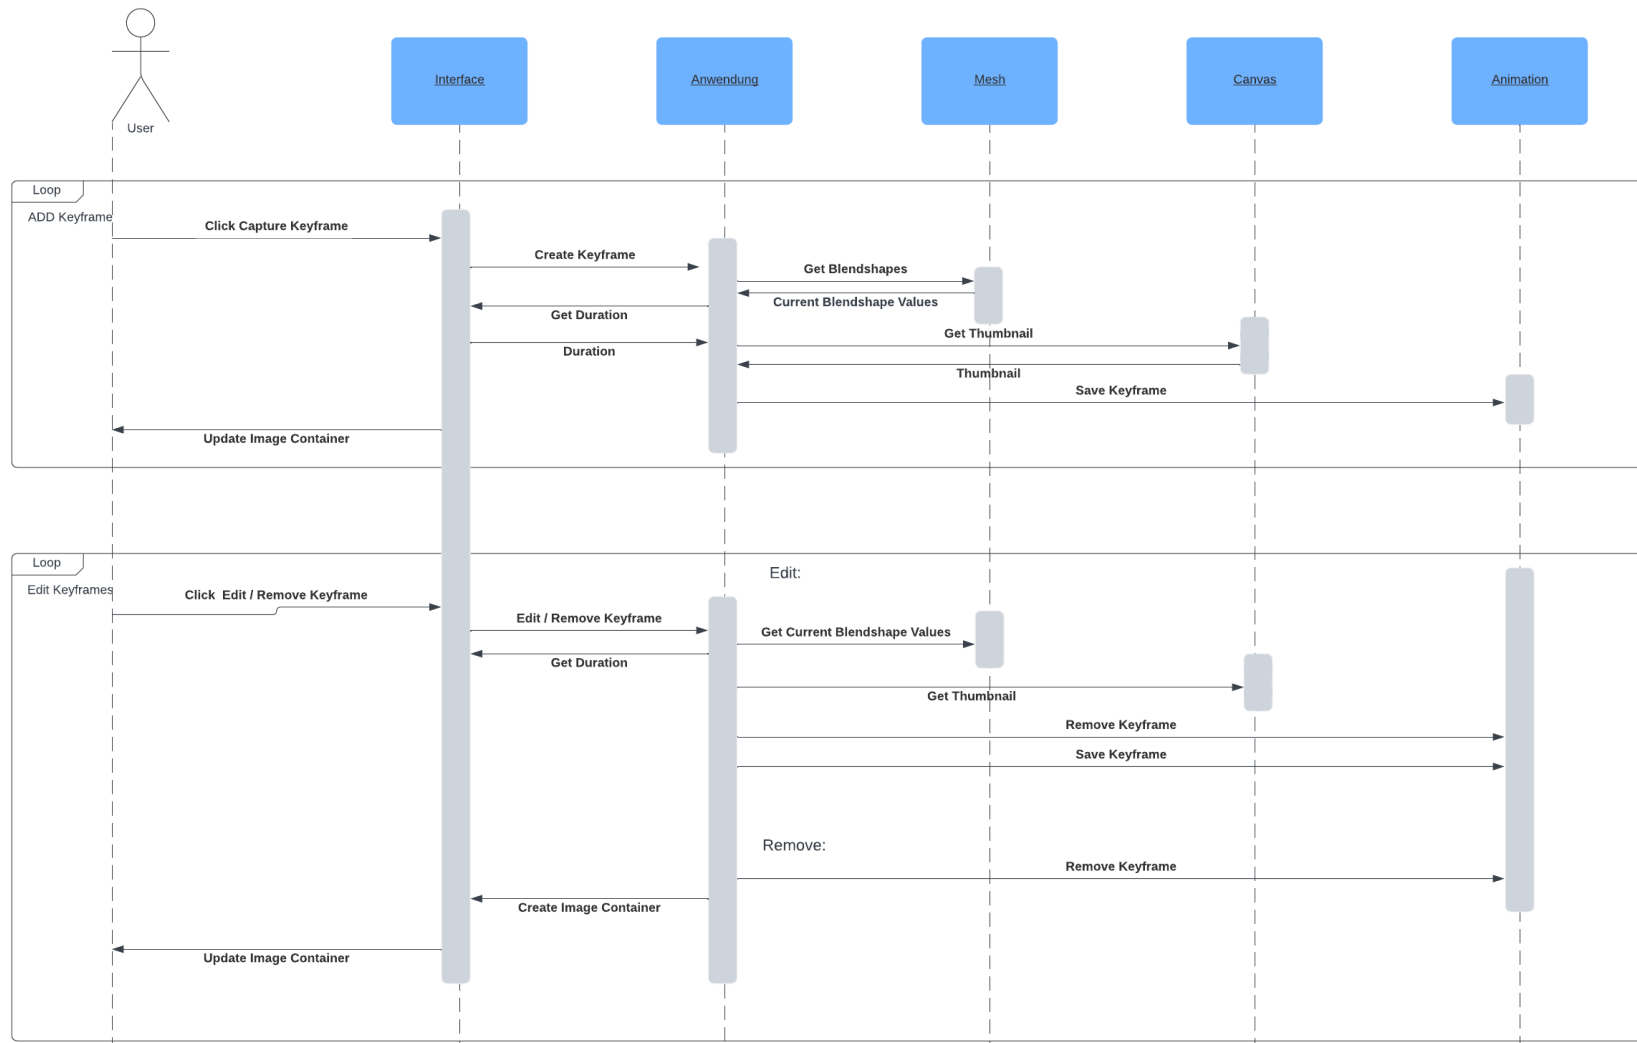 User
Interface
Anwendung
Mesh
Canvas
Animation
Loop
ADD Keyframe
Click Capture Keyframe
Create Keyframe
Get Blendshapes
Current Blendshape Values
Get Duration
Get Thumbnail
Duration
Thumbnail
Save Keyframe
Update Image Container
Loop
Edit:
Edit Keyframes
Click Edit / Remove Keyframe
Edit / Remove Keyframe
Get Current Blendshape Values
Get Duration
Get Thumbnail
Remove Keyframe
Save Keyframe
Remove:
Remove Keyframe
Create Image Container
Update Image Container